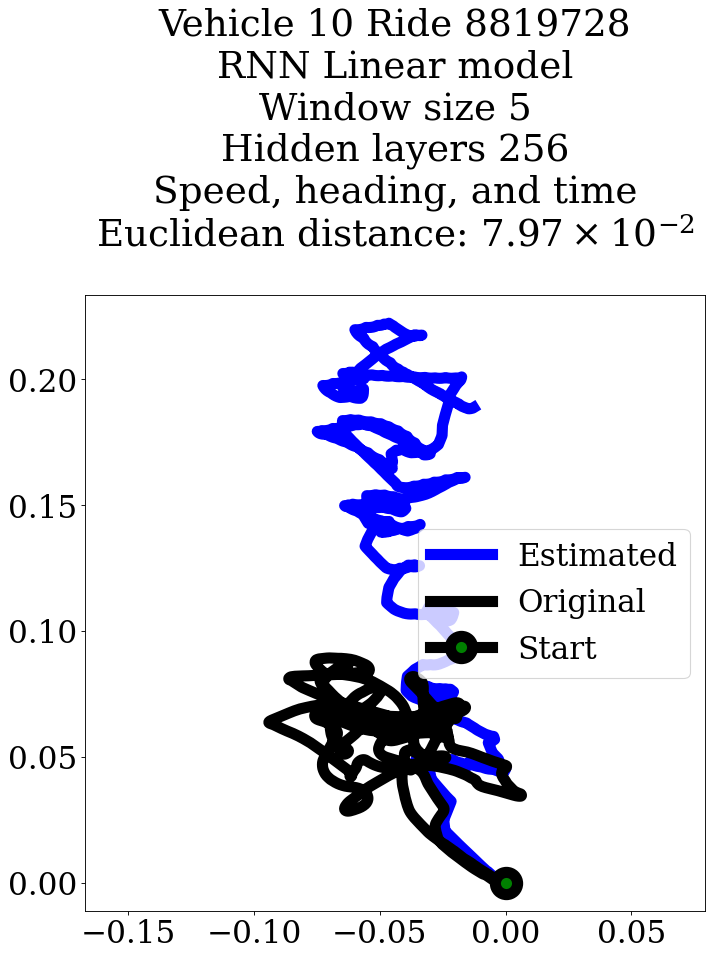 Vehicle 10 Ride 8819728
RNN Linear model
Window size 5
Hidden layers 256
Speed, heading, and time
Euclidean distance: 7.97 × 10⁻²
0.20
0.15
0.10
0.05
0.00
Estimated
Original
Start
−0.15 −0.10 −0.05 0.00 0.05